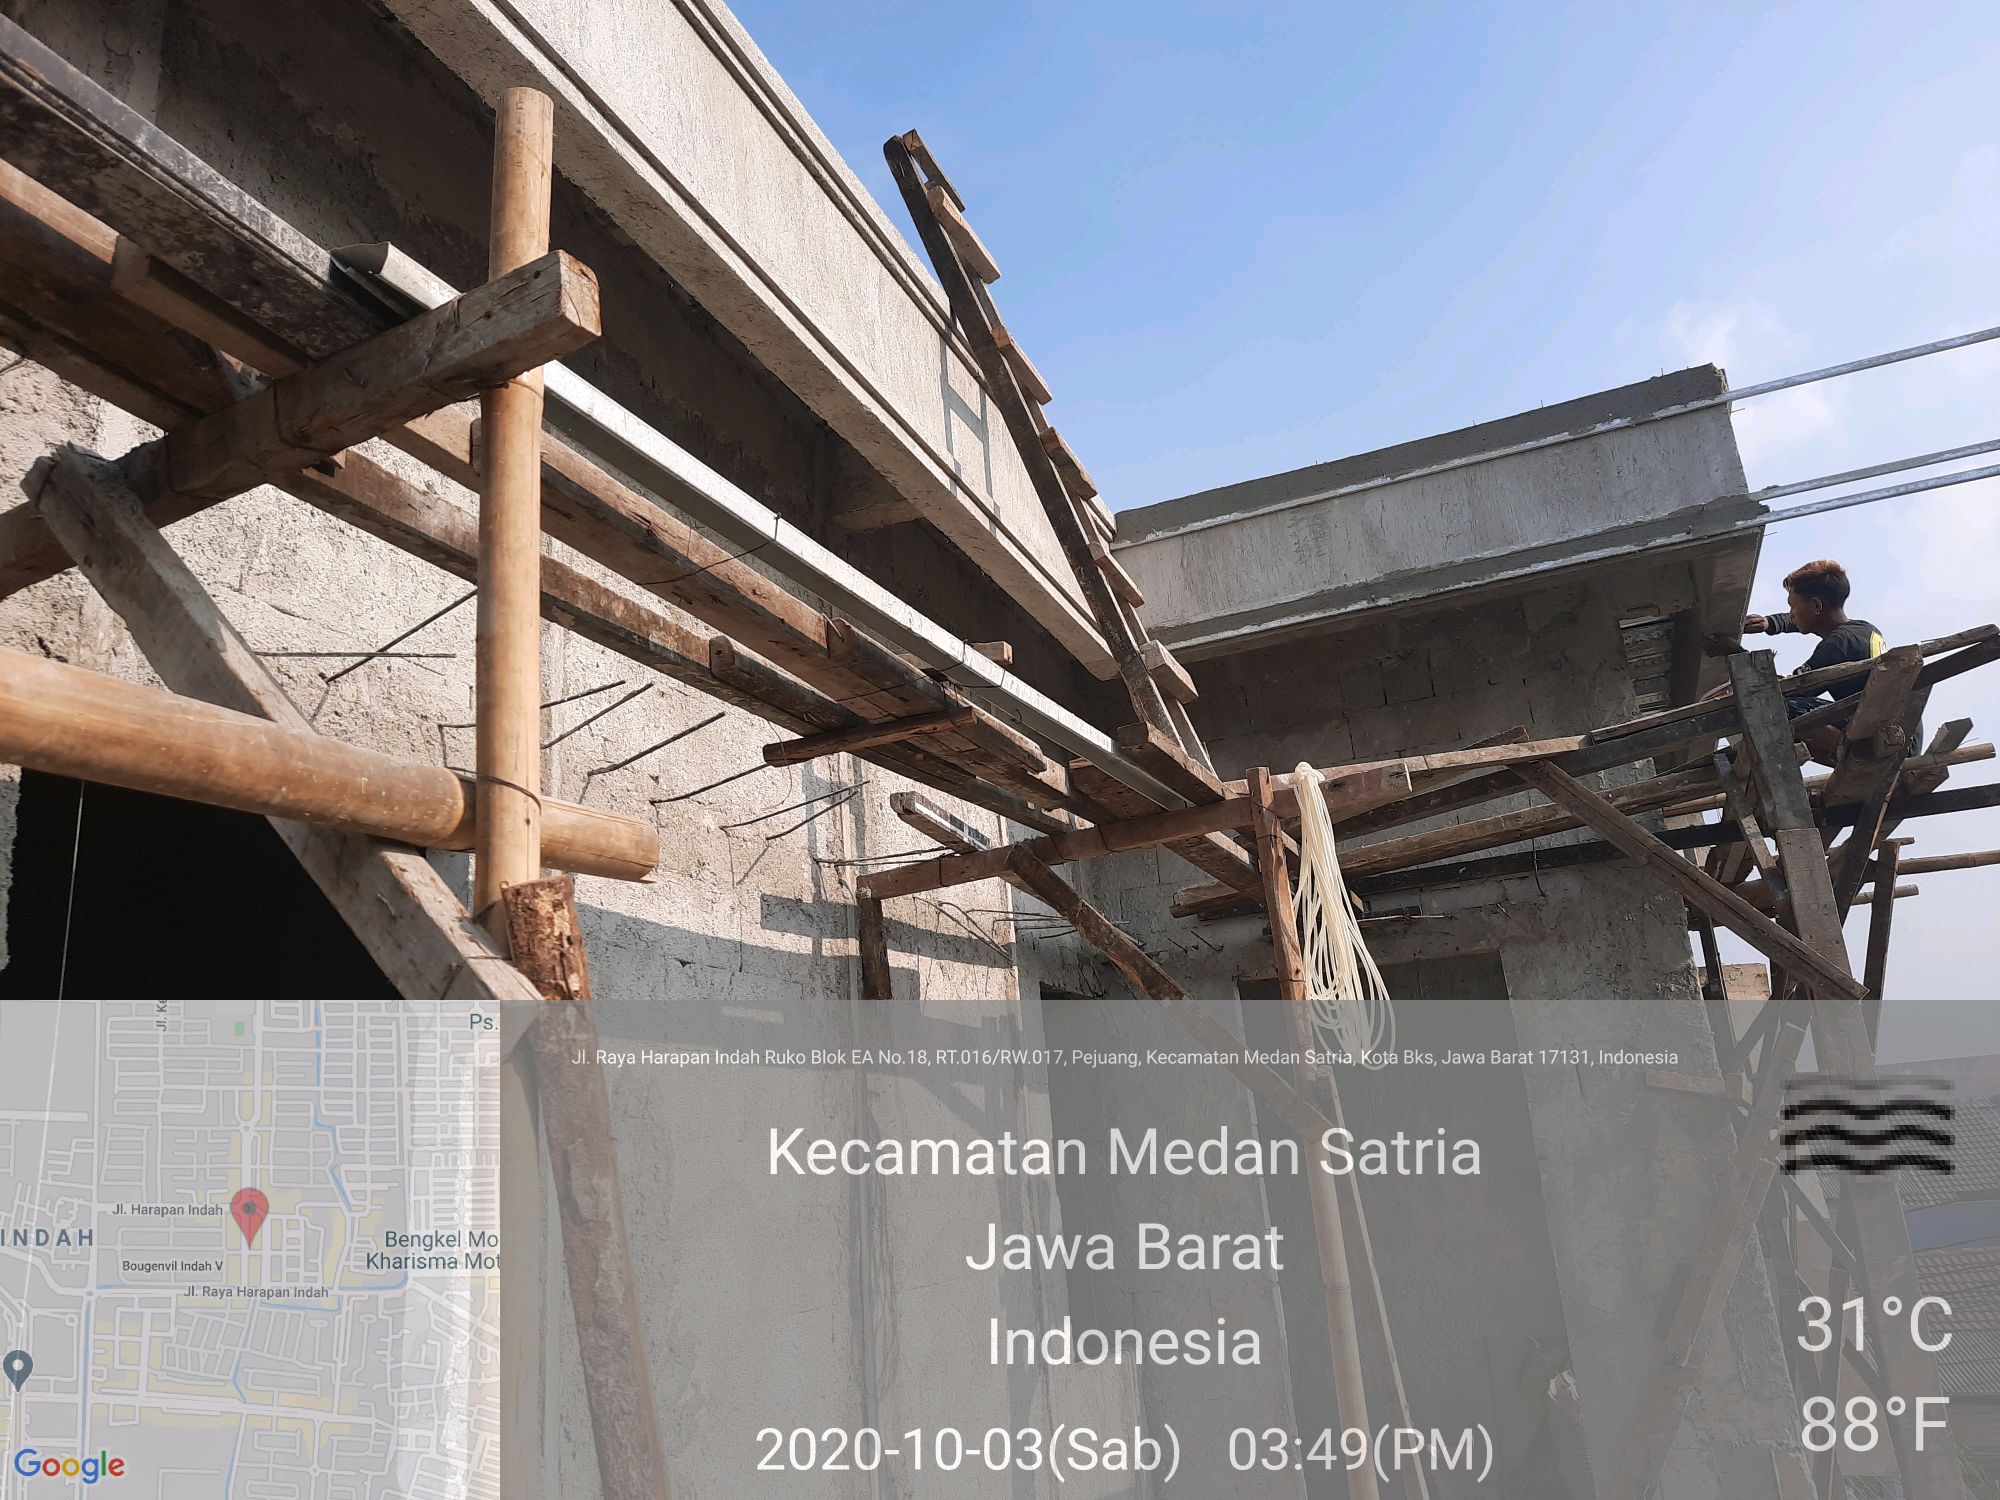 Jl. Raya Harapan Indah Ruko Blok EA No.18, RT.016/RW.017, Pejuang, Kecamatan Medan Satria, Kota Bks, Jawa Barat 17131, Indonesia
Kecamatan Medan Satria
Jawa Barat
Indonesia
2020-10-03(Sab) 03:49(PM)
31°C
88°F
Jl. Ke
Ps.
Jl. Harapan Indah
INDAH
Bengkel Mo
Kharisma Mot
Bougenvil Indah V
Jl. Raya Harapan Indah
Google